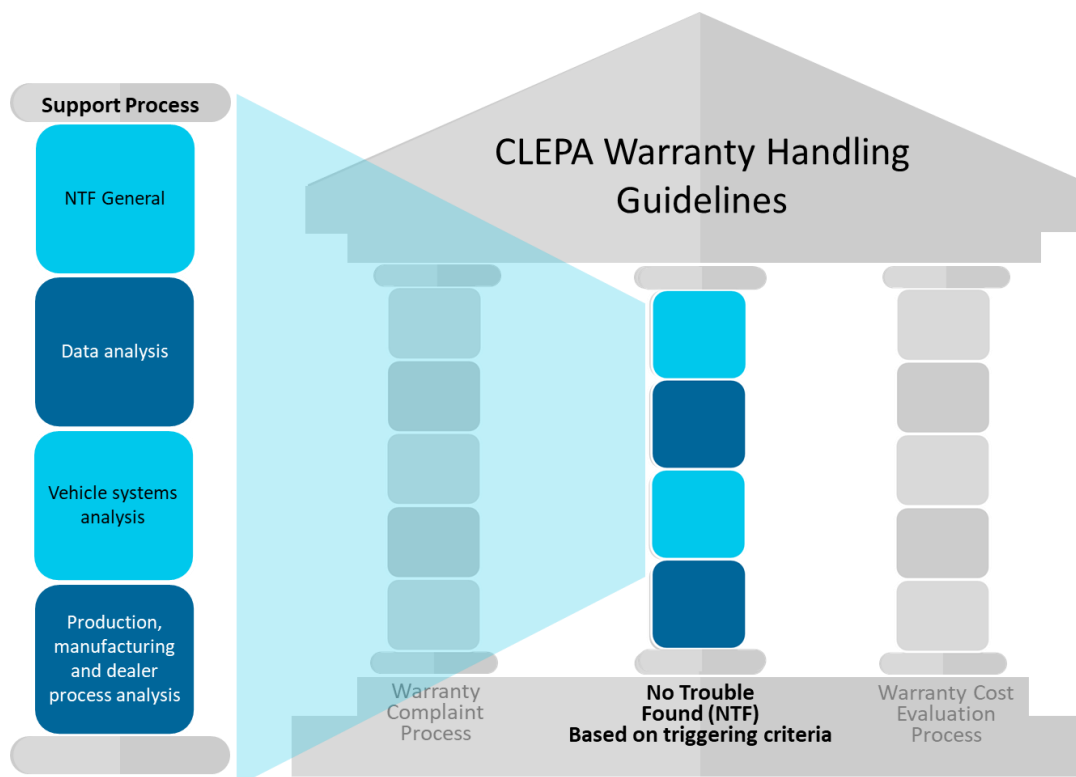 Support Process
NTF General
Data analysis
Vehicle systems
analysis
Production,
manufacturing
and dealer
process analysis
CLEPA Warranty Handling
Guidelines
Warranty
Complaint
Process
No Trouble
Found (NTF)
Based on triggering criteria
Warranty Cost
Evaluation
Process